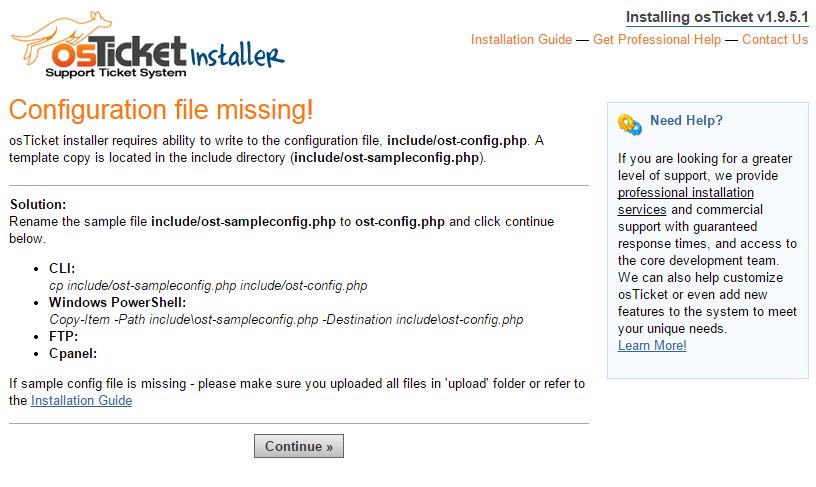 osTicket installer
Support Ticket System
Installing osTicket v1.9.5.1
Installation Guide — Get Professional Help — Contact Us
Configuration file missing!
osTicket installer requires ability to write to the configuration file, include/ost-config.php. A
template copy is located in the include directory (include/ost-sampleconfig.php).
Solution:
Rename the sample file include/ost-sampleconfig.php to ost-config.php and click continue
below.
• CLI:
cp include/ost-sampleconfig.php include/ost-config.php
• Windows PowerShell:
Copy-Item -Path include\ost-sampleconfig.php -Destination include\ost-config.php
• FTP:
• Cpanel:
If sample config file is missing - please make sure you uploaded all files in 'upload' folder or refer to
the Installation Guide
Continue »
Need Help?
If you are looking for a greater
level of support, we provide
professional installation
services and commercial
support with guaranteed
response times, and access to
the core development team.
We can also help customize
osTicket or even add new
features to the system to meet
your unique needs.
Learn More!